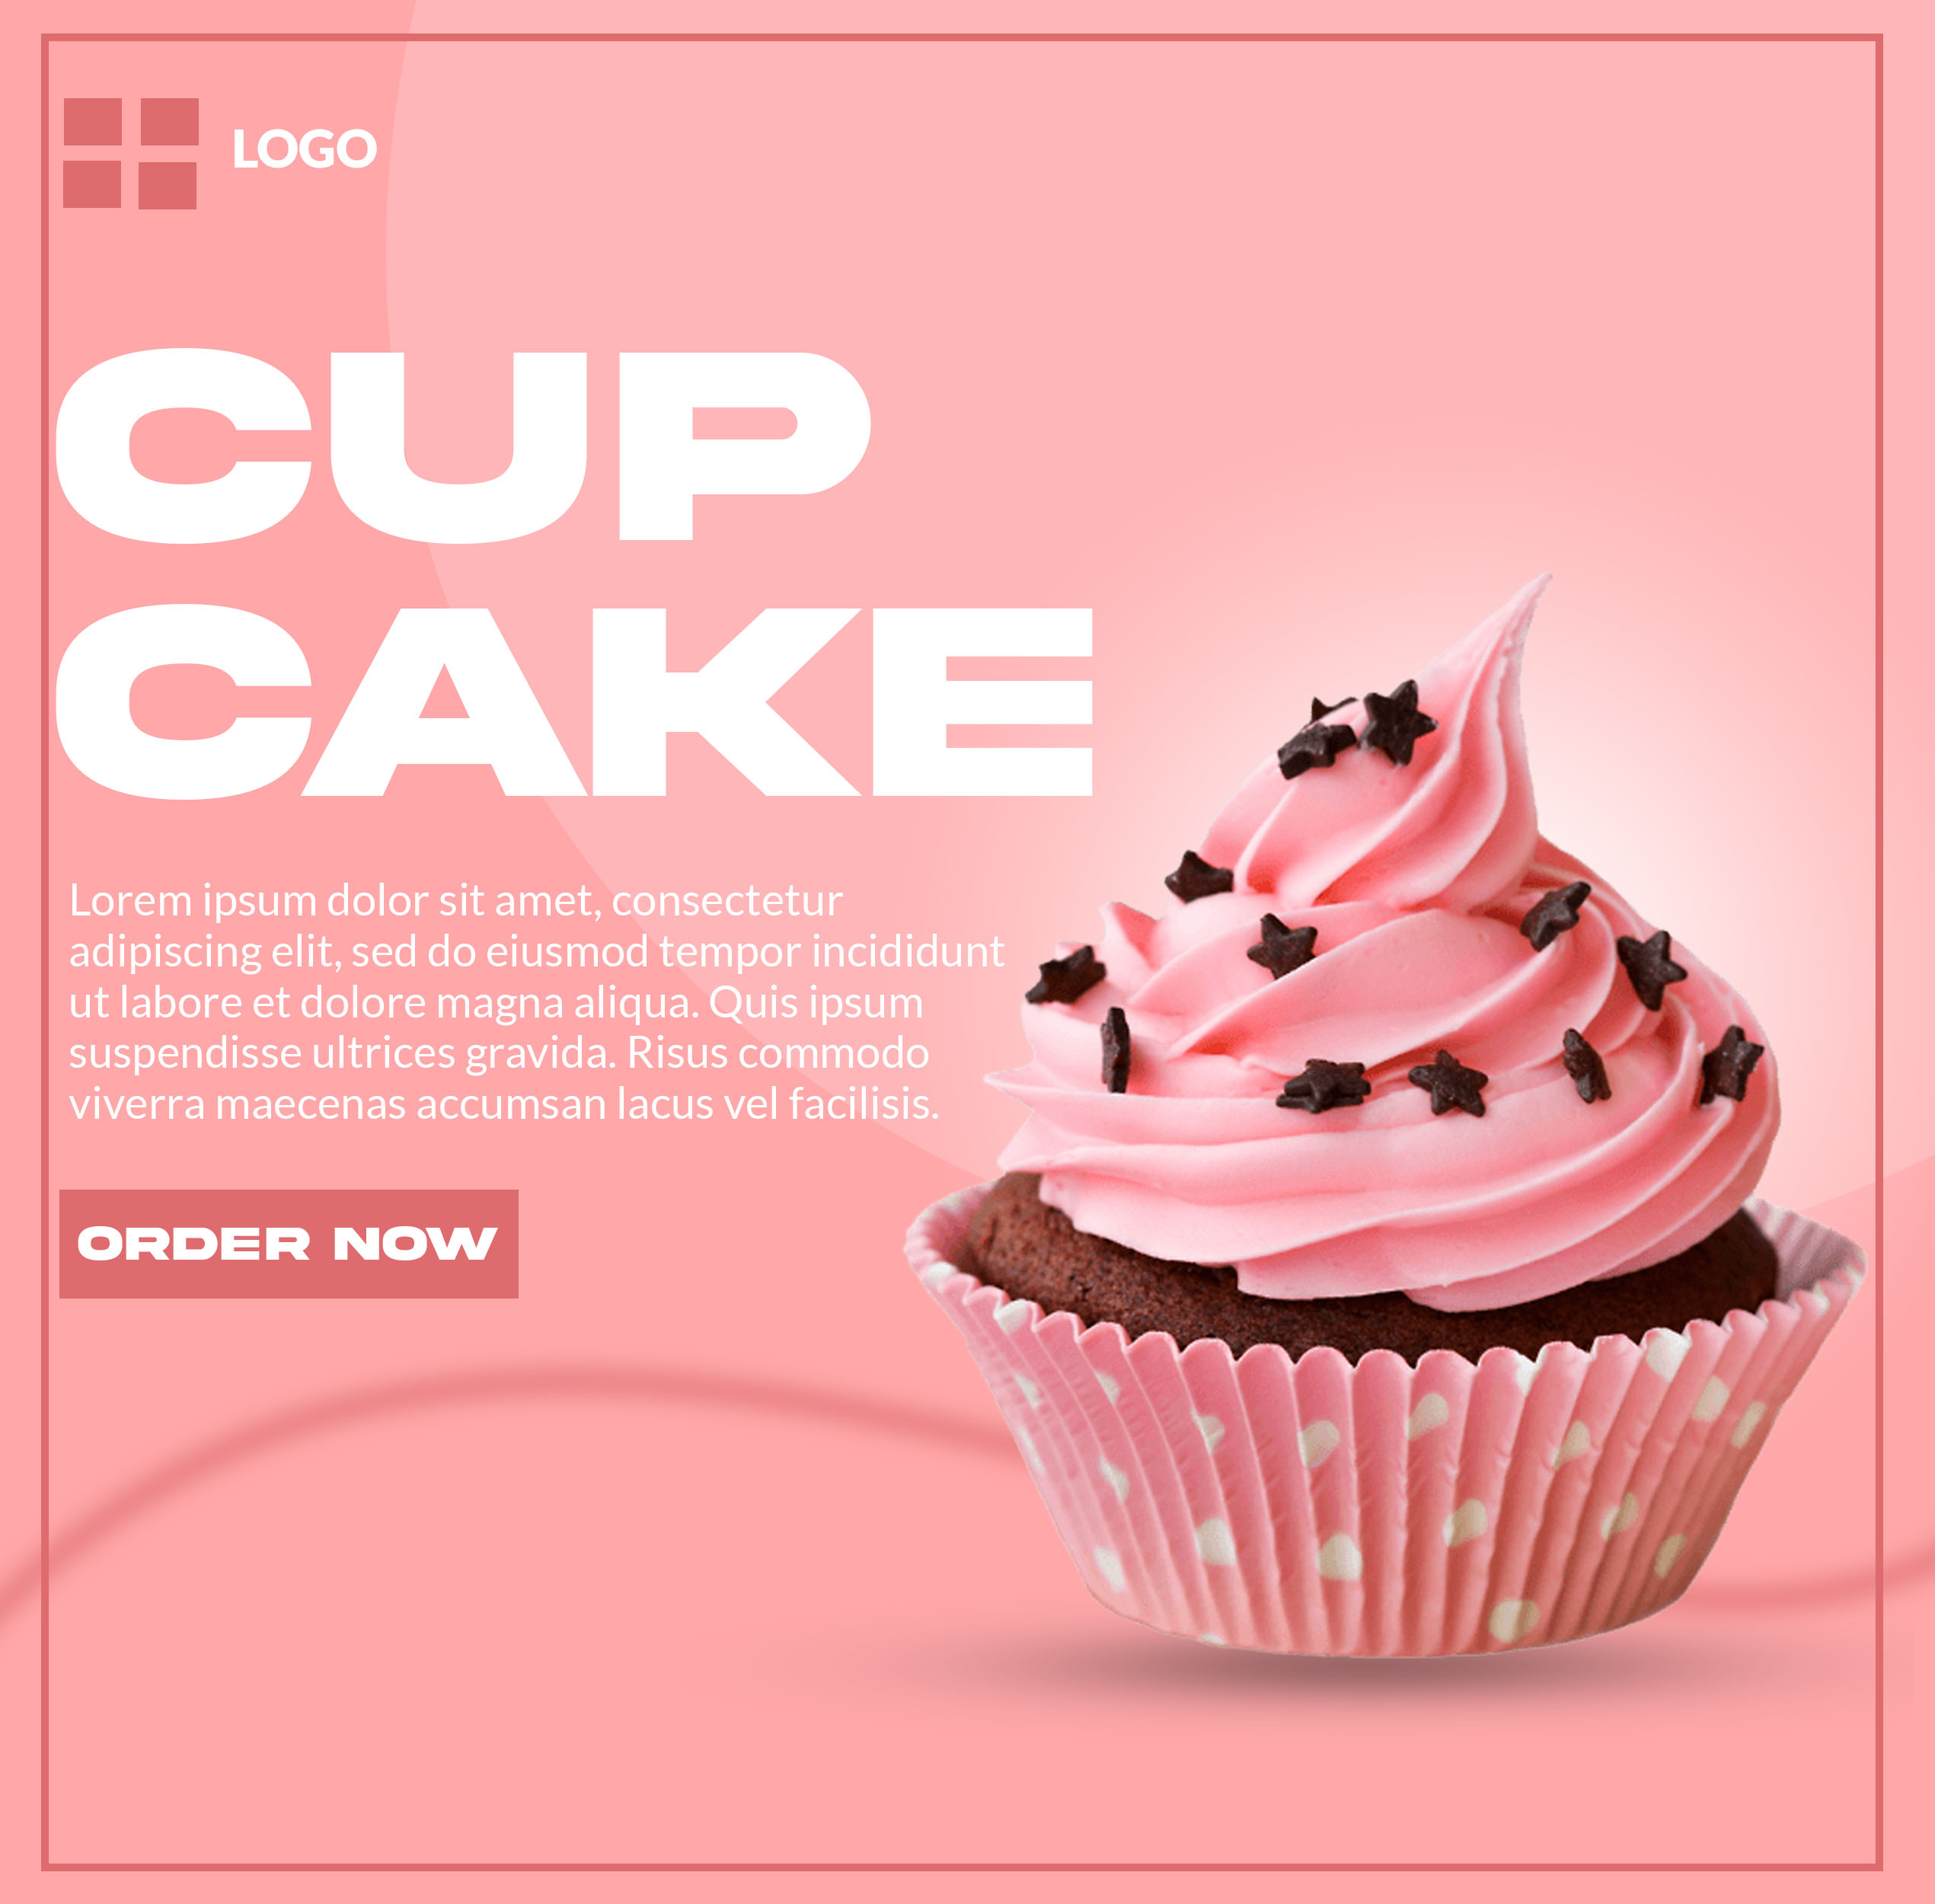 LOGO
CUP
CAKE
Lorem ipsum dolor sit amet, consectetur
adipiscing elit, sed do eiusmod tempor incididunt
ut labore et dolore magna aliqua. Quis ipsum
suspendisse ultrices gravida. Risus commodo
viverra maecenas accumsan lacus vel facilisis.
ORDER NOW